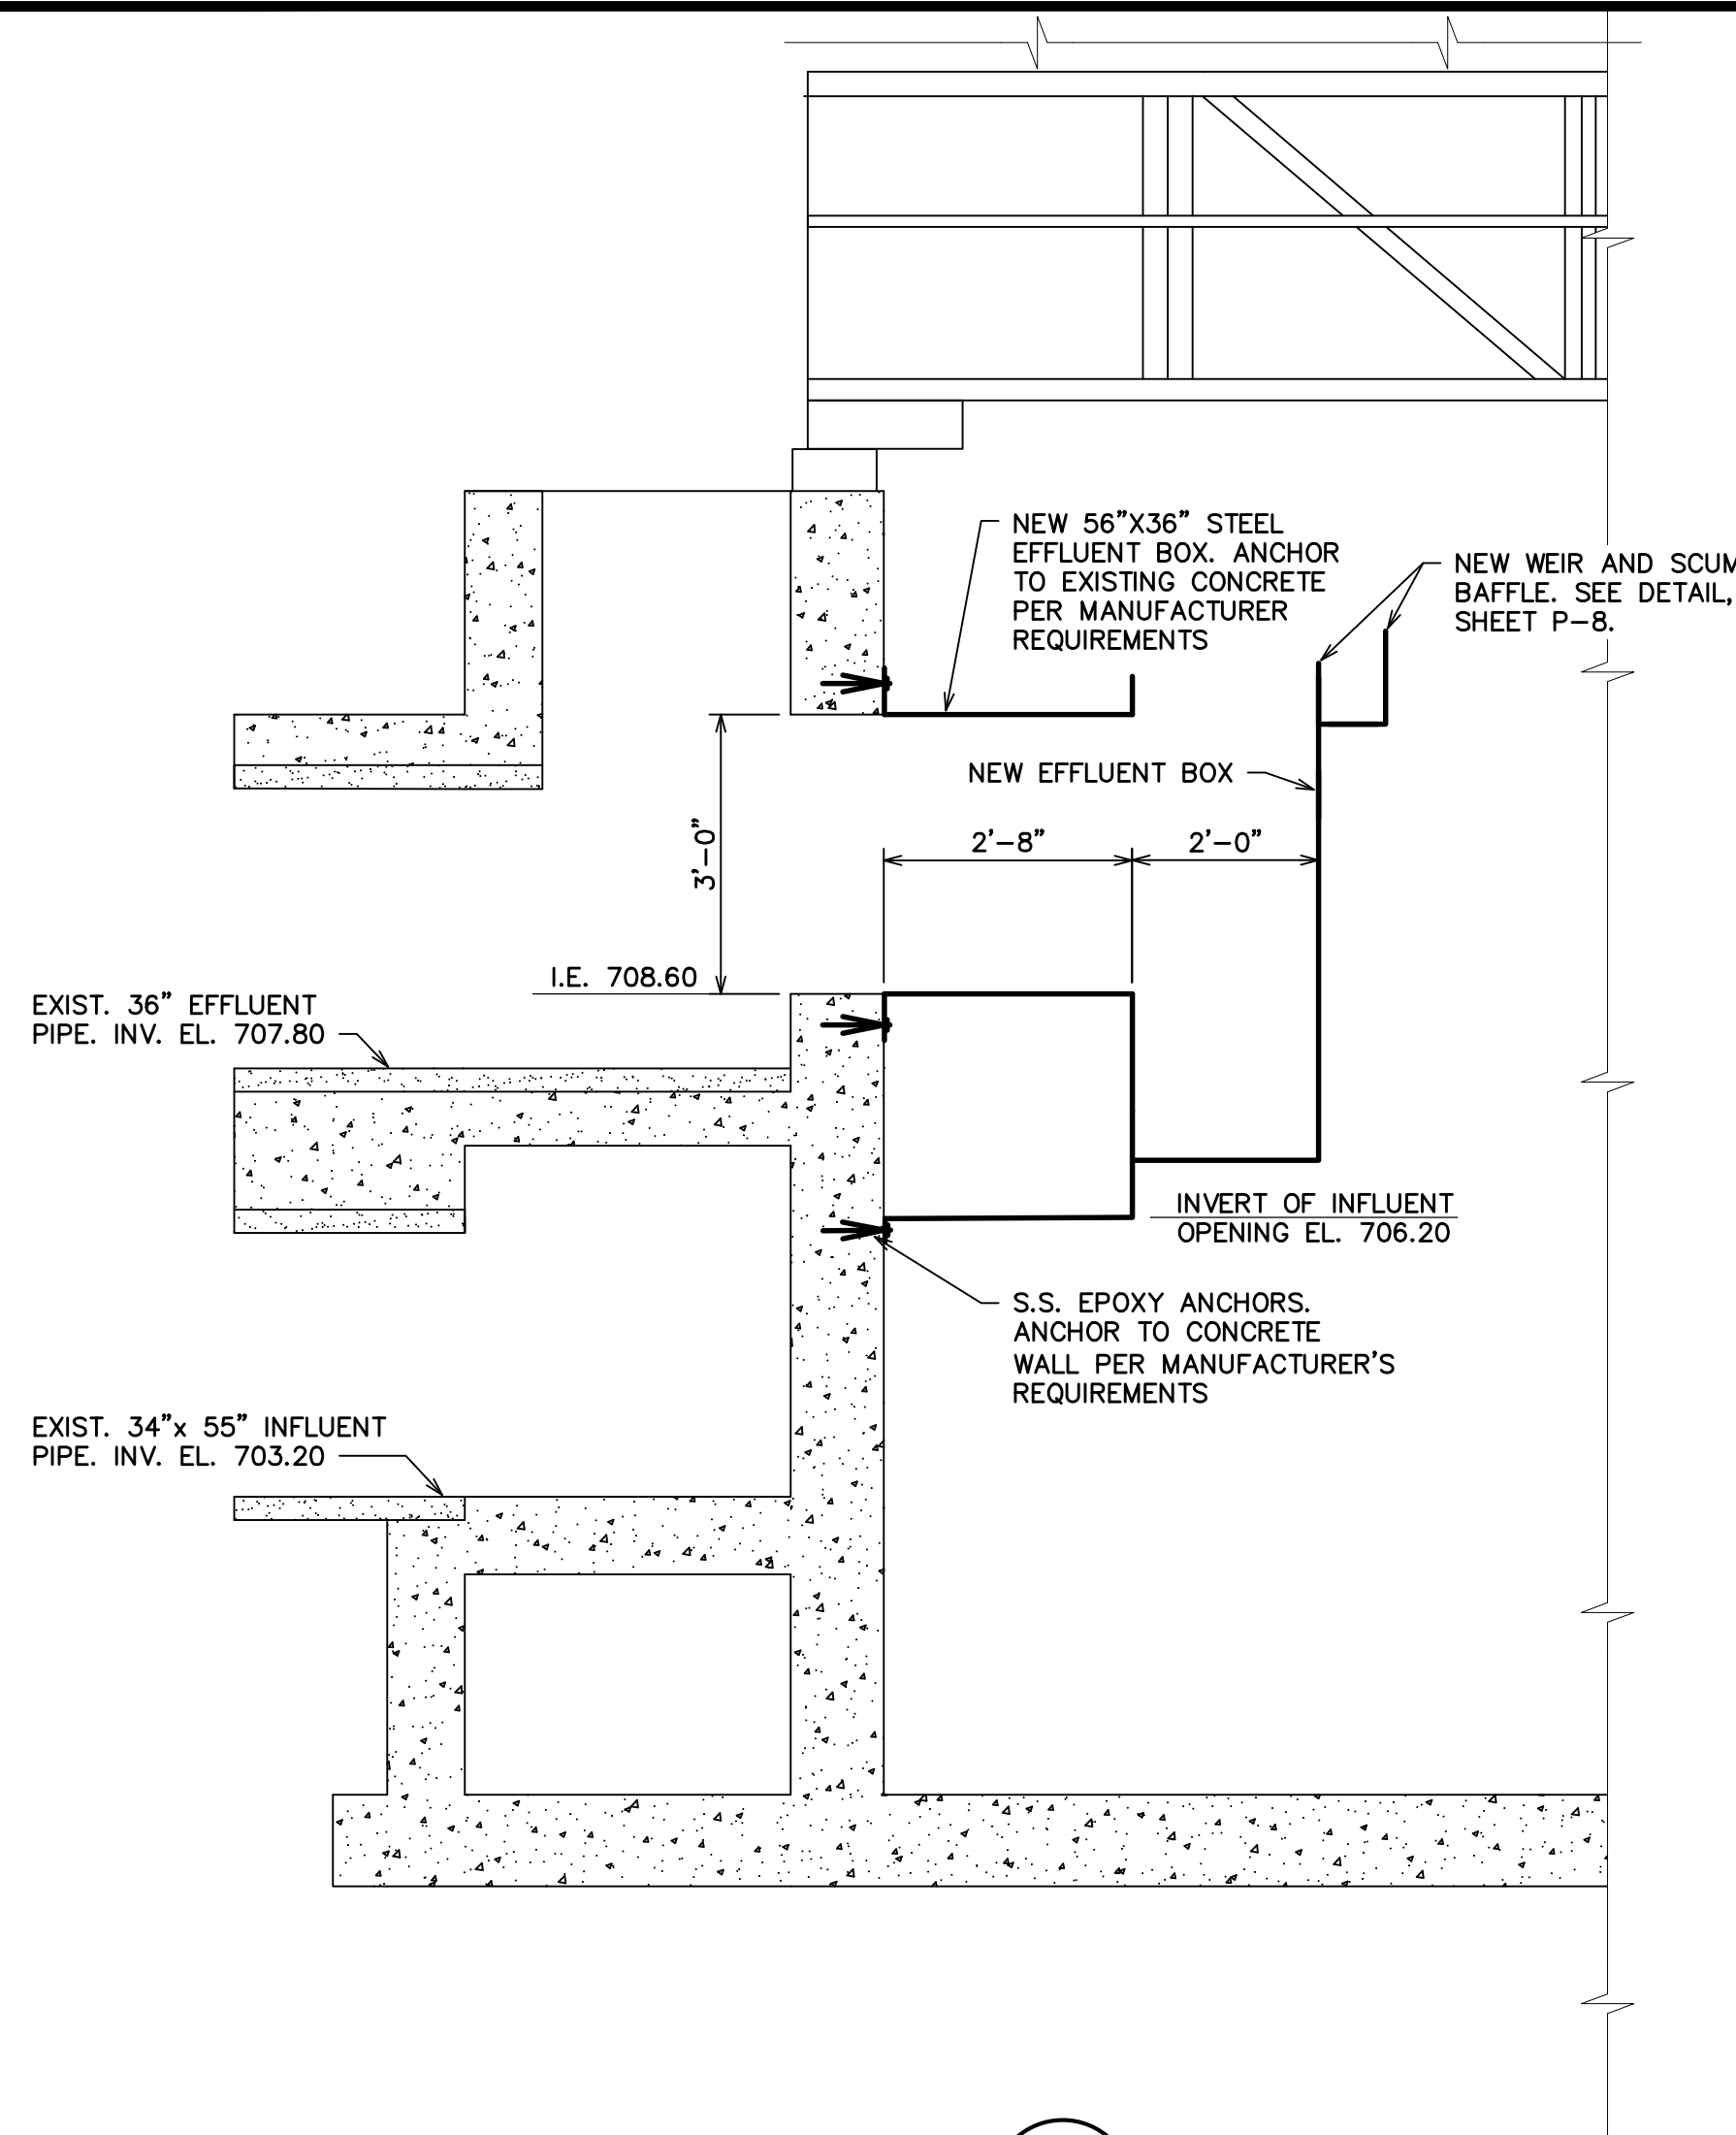 NEW 56”X36” STEEL
EFFLUENT BOX. ANCHOR
TO EXISTING CONCRETE
PER MANUFACTURER
REQUIREMENTS
NEW WEIR AND SCUM
BAFFLE. SEE DETAIL,
SHEET P-8.
NEW EFFLUENT BOX
3’-0”
2’-8”
2’-0”
I.E. 708.60
EXIST. 36” EFFLUENT
PIPE. INV. EL. 707.80
INVERT OF INFLUENT
OPENING EL. 706.20
S.S. EPOXY ANCHORS.
ANCHOR TO CONCRETE
WALL PER MANUFACTURER’S
REQUIREMENTS
EXIST. 34”x 55” INFLUENT
PIPE. INV. EL. 703.20